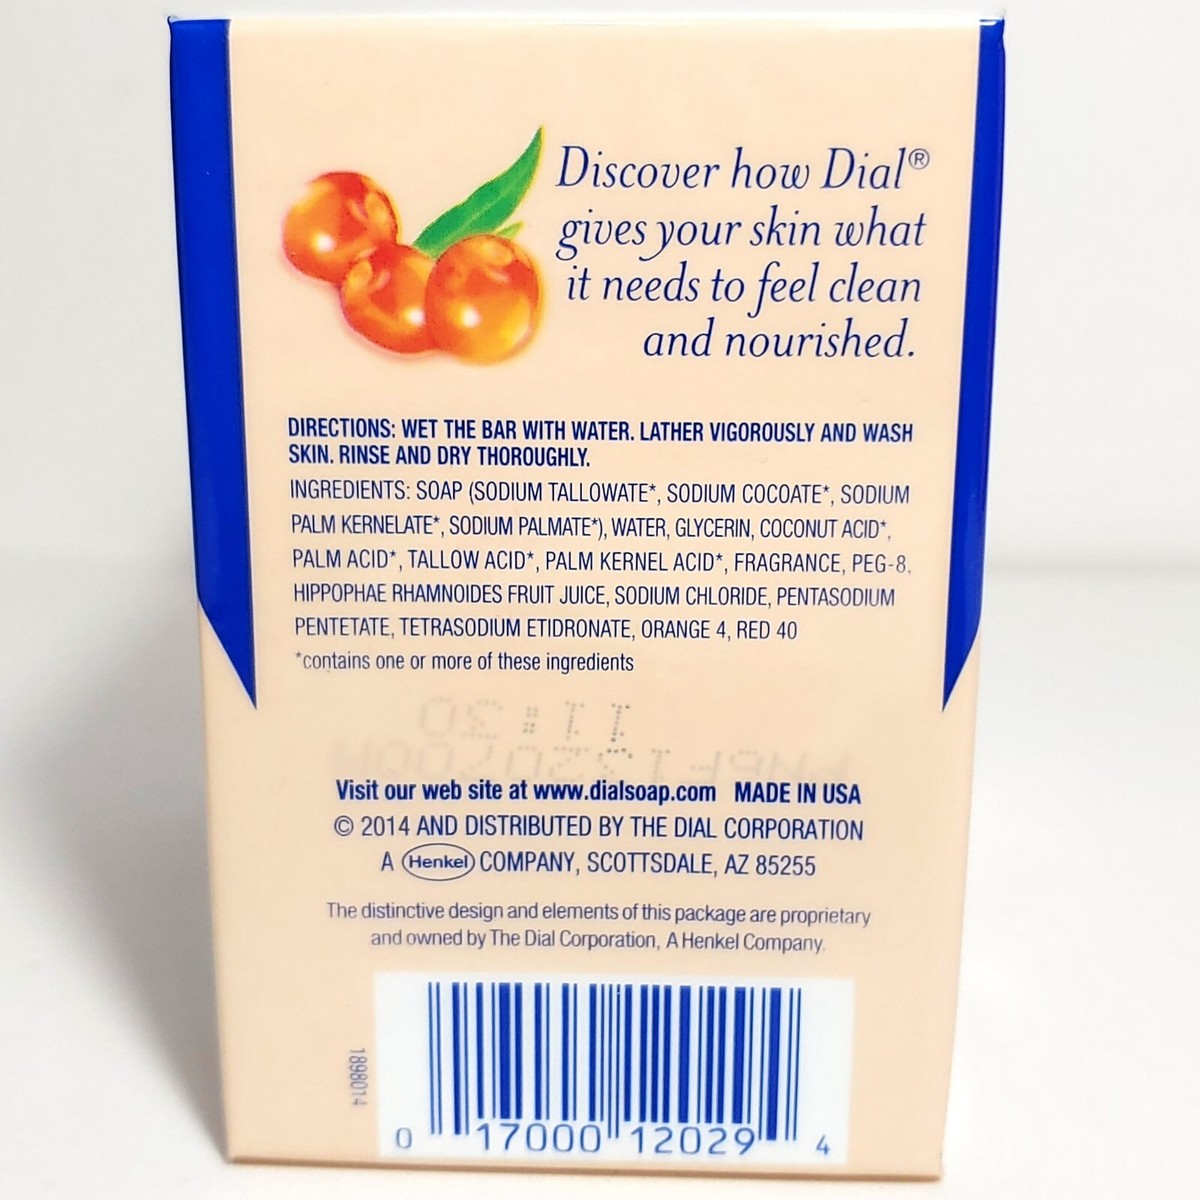 Discover how Dial®
gives your skin what
it needs to feel clean
and nourished.
DIRECTIONS: WET THE BAR WITH WATER. LATHER VIGOROUSLY AND WASH
SKIN. RINSE AND DRY THOROUGHLY.
INGREDIENTS: SOAP (SODIUM TALLOWATE*, SODIUM COCOATE*, SODIUM
PALM KERNELATE*, SODIUM PALMATE*), WATER, GLYCERIN, COCONUT ACID*,
PALM ACID*, TALLOW ACID*, PALM KERNEL ACID*, FRAGRANCE, PEG-8,
HIPPOPHAE RHAMNOIDES FRUIT JUICE, SODIUM CHLORIDE, PENTASODIUM
PENTETATE, TETRASODIUM ETIDRONATE, ORANGE 4, RED 40
*contains one or more of these ingredients
Visit our web site at www.dialsoap.com MADE IN USA
© 2014 AND DISTRIBUTED BY THE DIAL CORPORATION
A Henkel COMPANY, SCOTTSDALE, AZ 85255
The distinctive design and elements of this package are proprietary
and owned by The Dial Corporation, A Henkel Company.
1898014
0 17000 12029 4